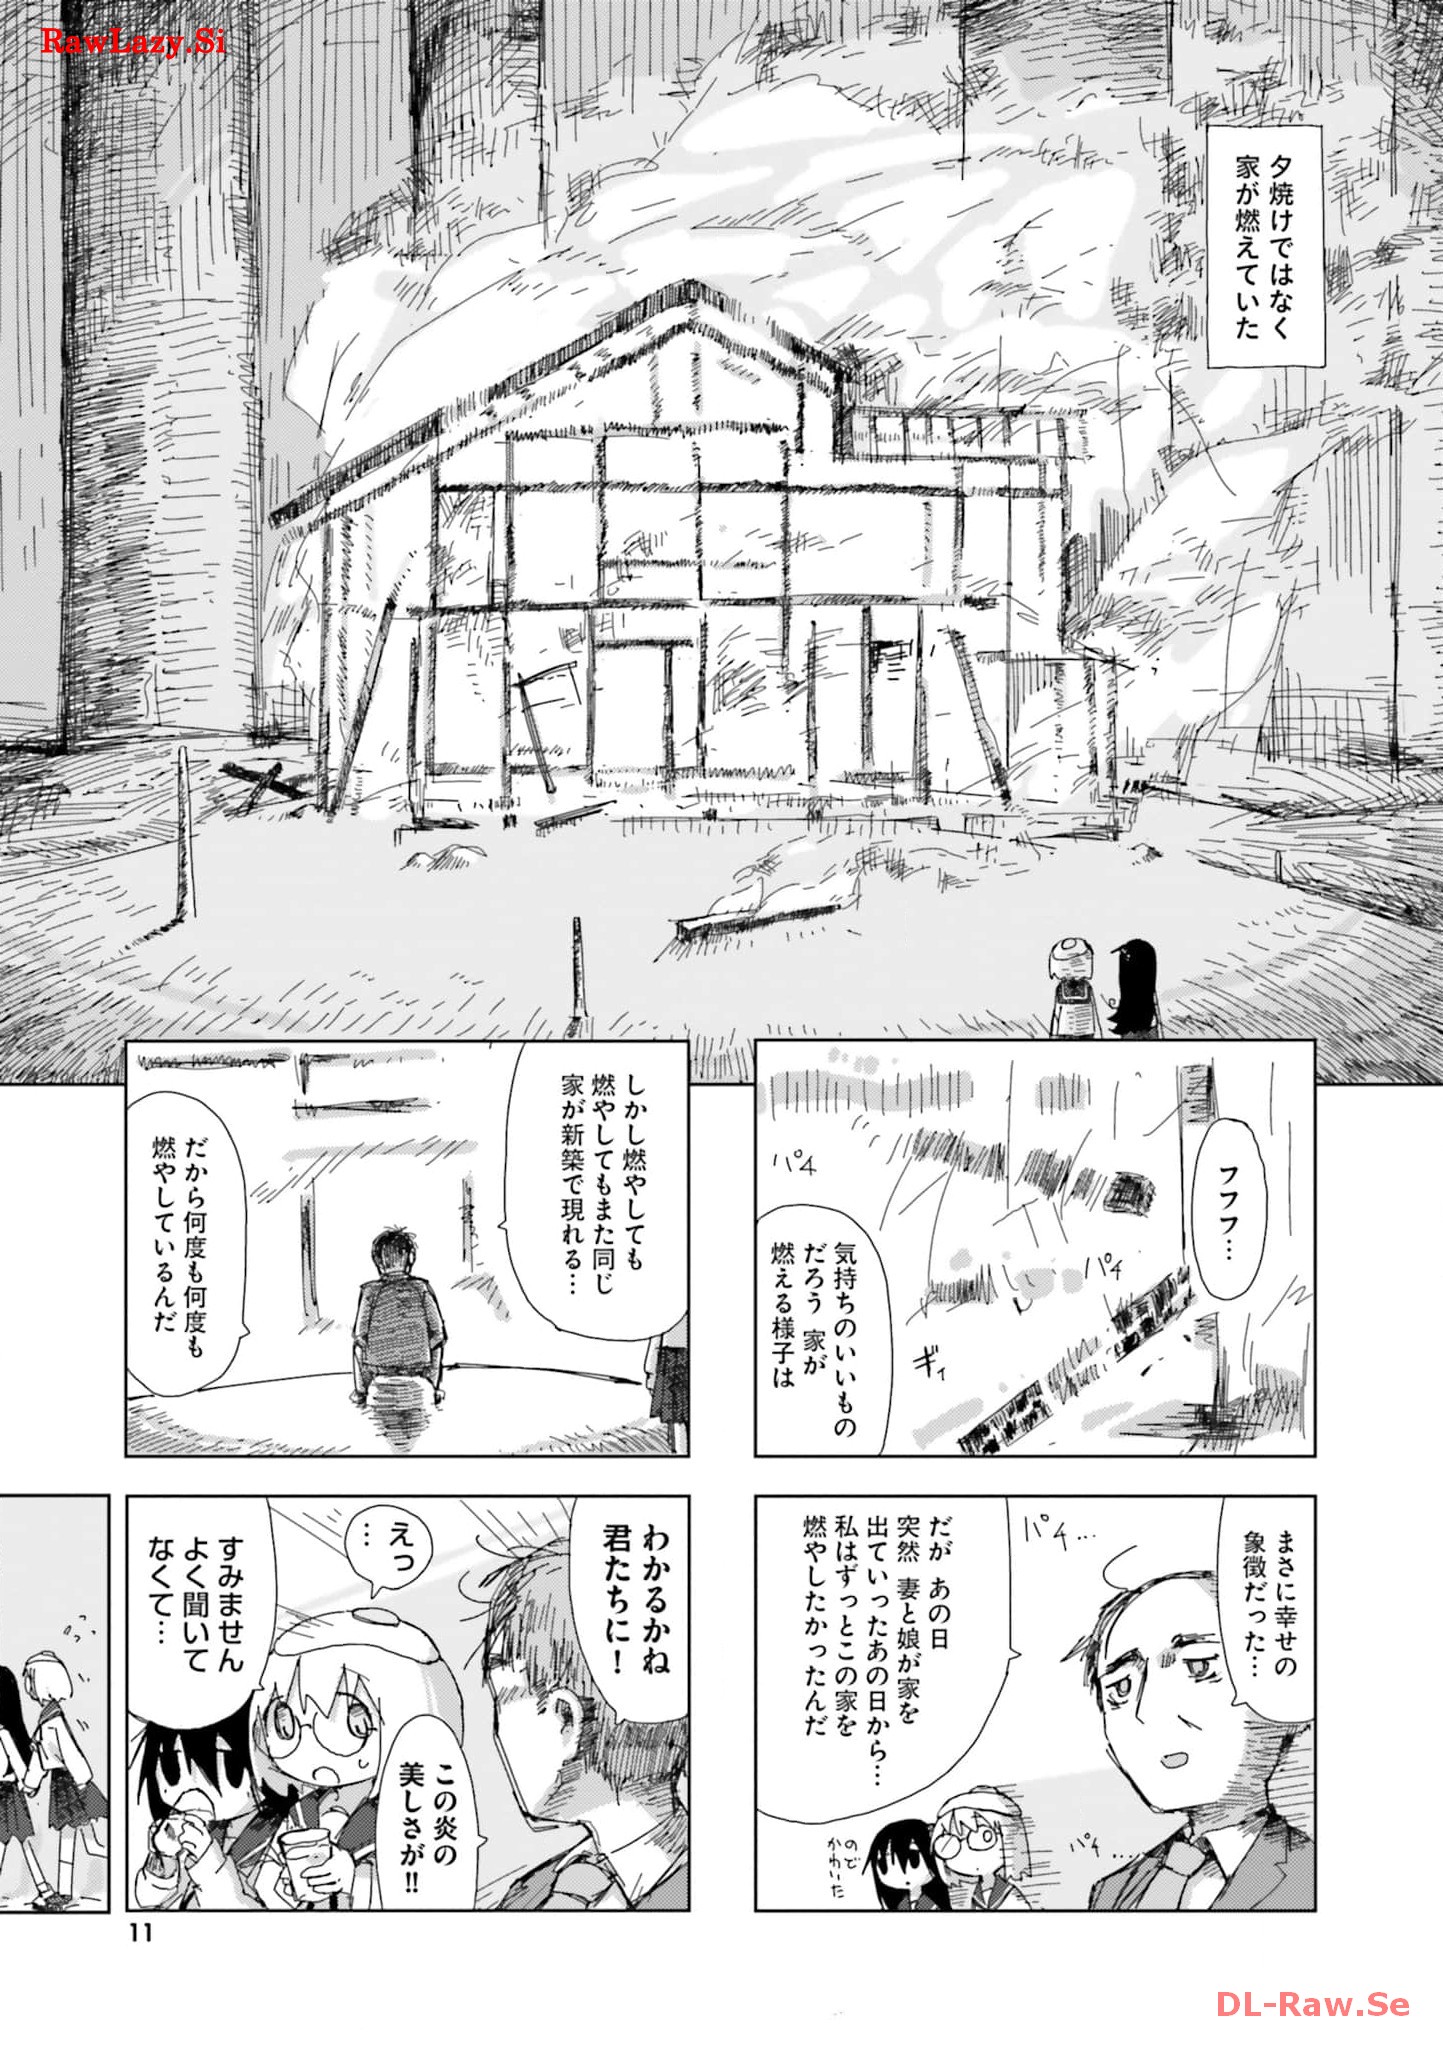 RawLazy.Si
夕焼けではなく
家が燃えていた
フフフ…
パチ
パチ
ギィ
気持ちのいいもの
だろう 家が
燃える様子は
まさに幸せの
象徴だった…
パチ…
だが あの日
突然 妻と娘が家を
出ていったあの日から…
私はずっとこの家を
燃やしたかったんだ
パチ…
のど
かわいた
しかし燃やしても
燃やしてもまた同じ
家が新築で現れる…
だから何度も何度も
燃やしているんだ
わかるかね
君たちに!
この炎の
美しさが!!
えっ
…
すみません
よく聞いて
なくて…
11
DL-Raw.Se